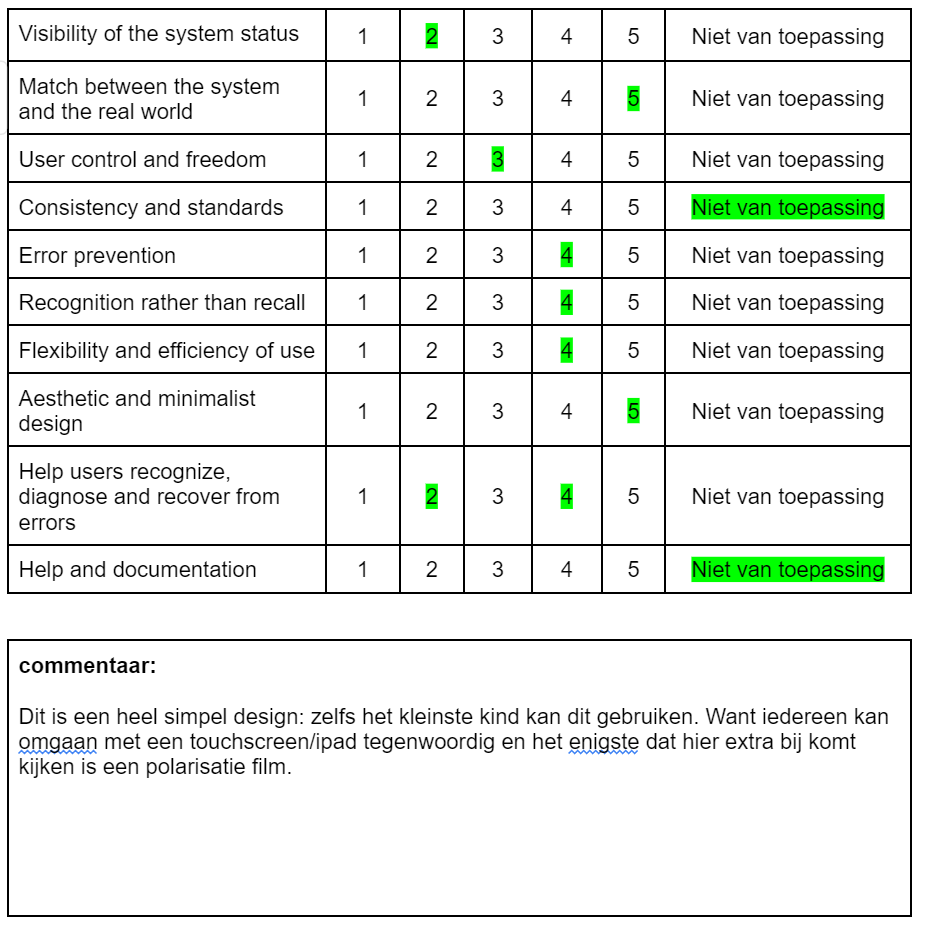 Visibility of the system status 1 2 3 4 5 Niet van toepassing
Match between the system
and the real world 1 2 3 4 5 Niet van toepassing
User control and freedom 1 2 3 4 5 Niet van toepassing
Consistency and standards 1 2 3 4 5 Niet van toepassing
Error prevention 1 2 3 4 5 Niet van toepassing
Recognition rather than recall 1 2 3 4 5 Niet van toepassing
Flexibility and efficiency of use 1 2 3 4 5 Niet van toepassing
Aesthetic and minimalist
design 1 2 3 4 5 Niet van toepassing
Help users recognize,
diagnose and recover from
errors 1 2 3 4 5 Niet van toepassing
Help and documentation 1 2 3 4 5 Niet van toepassing
commentaar:
Dit is een heel simpel design: zelfs het kleinste kind kan dit gebruiken. Want iedereen kan
omgaan met een touchscreen/ipad tegenwoordig en het enigste dat hier extra bij komt
kijken is een polarisatie film.